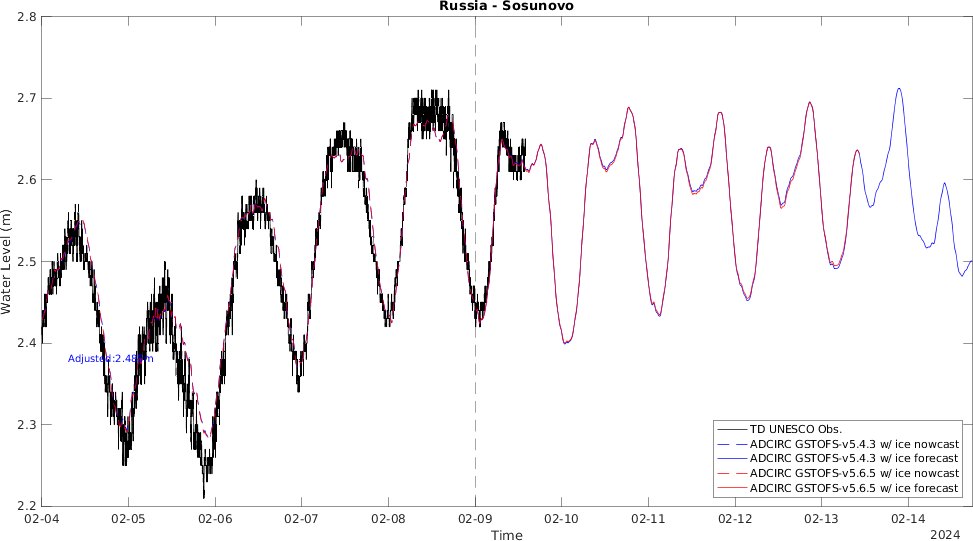 Russia - Sosunovo
2.8
2.7
2.6
2.5
2.4
2.3
2.2
Water Level (m)
TD UNESCO Obs.
ADCIRC GSTOFS-v5.4.3 w/ ice nowcast
ADCIRC GSTOFS-v5.4.3 w/ ice forecast
ADCIRC GSTOFS-v5.6.5 w/ ice nowcast
ADCIRC GSTOFS-v5.6.5 w/ ice forecast
02-04 02-05 02-06 02-07 02-08 02-09 02-10 02-11 02-12 02-13 02-14
Time
2024